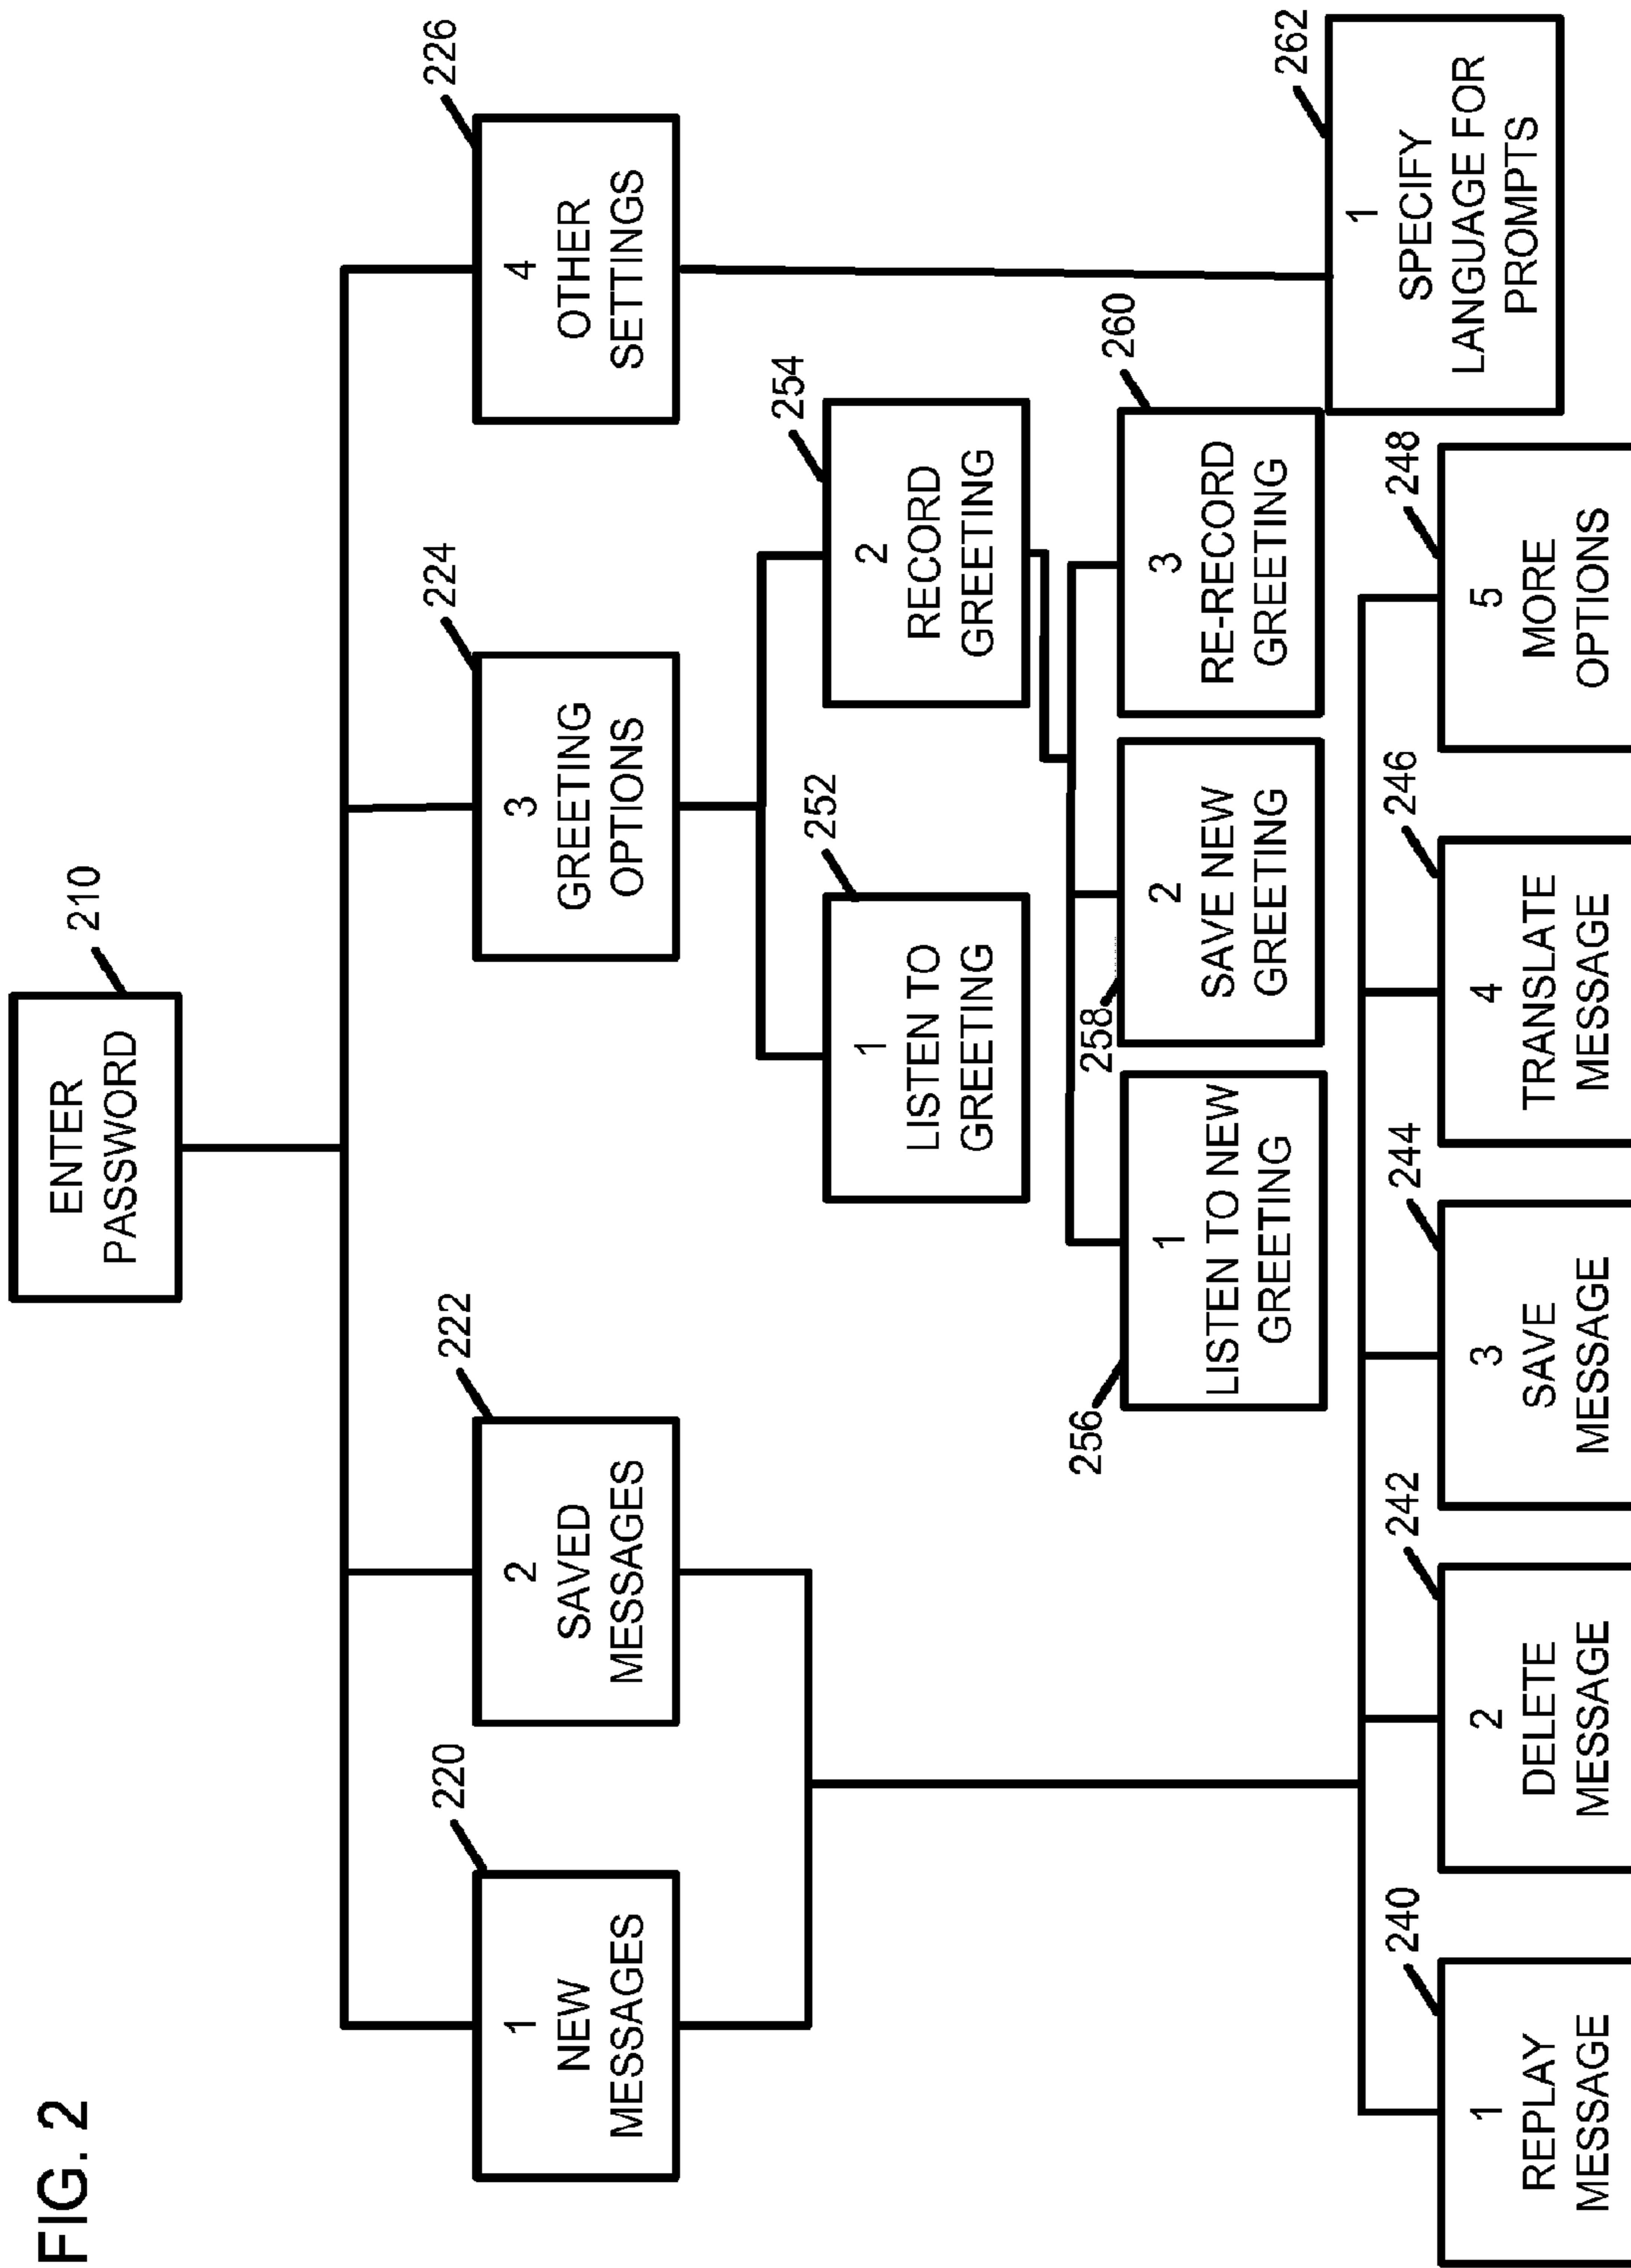 FIG. 2
ENTER
PASSWORD
210
1
NEW
MESSAGES
220
2
SAVED
MESSAGES
222
3
GREETING
OPTIONS
224
4
OTHER
SETTINGS
226
1
LISTEN TO
GREETING
252
2
RECORD
GREETING
254
1
LISTEN TO NEW
GREETING
256
2
SAVE NEW
GREETING
258
3
RE-RECORD
GREETING
260
1
SPECIFY
LANGUAGE FOR
PROMPTS
262
1
REPLAY
MESSAGE
240
2
DELETE
MESSAGE
242
3
SAVE
MESSAGE
244
4
TRANSLATE
MESSAGE
246
5
MORE
OPTIONS
248